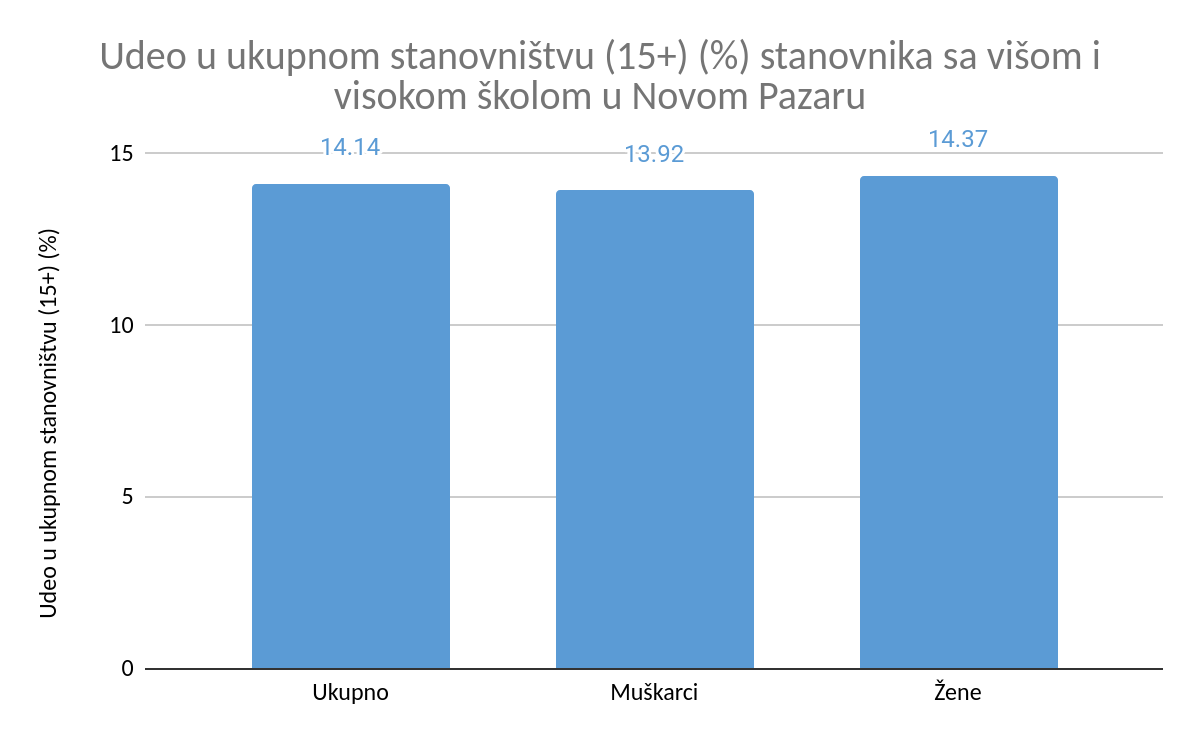 Udeo u ukupnom stanovništvu (15+) (%) stanovnika sa višom i
visokom školom u Novom Pazaru
14.14
13.92
14.37
15
10
5
0
Udeo u ukupnom stanovništvu (15+) (%)
Ukupno
Muškarci
Žene